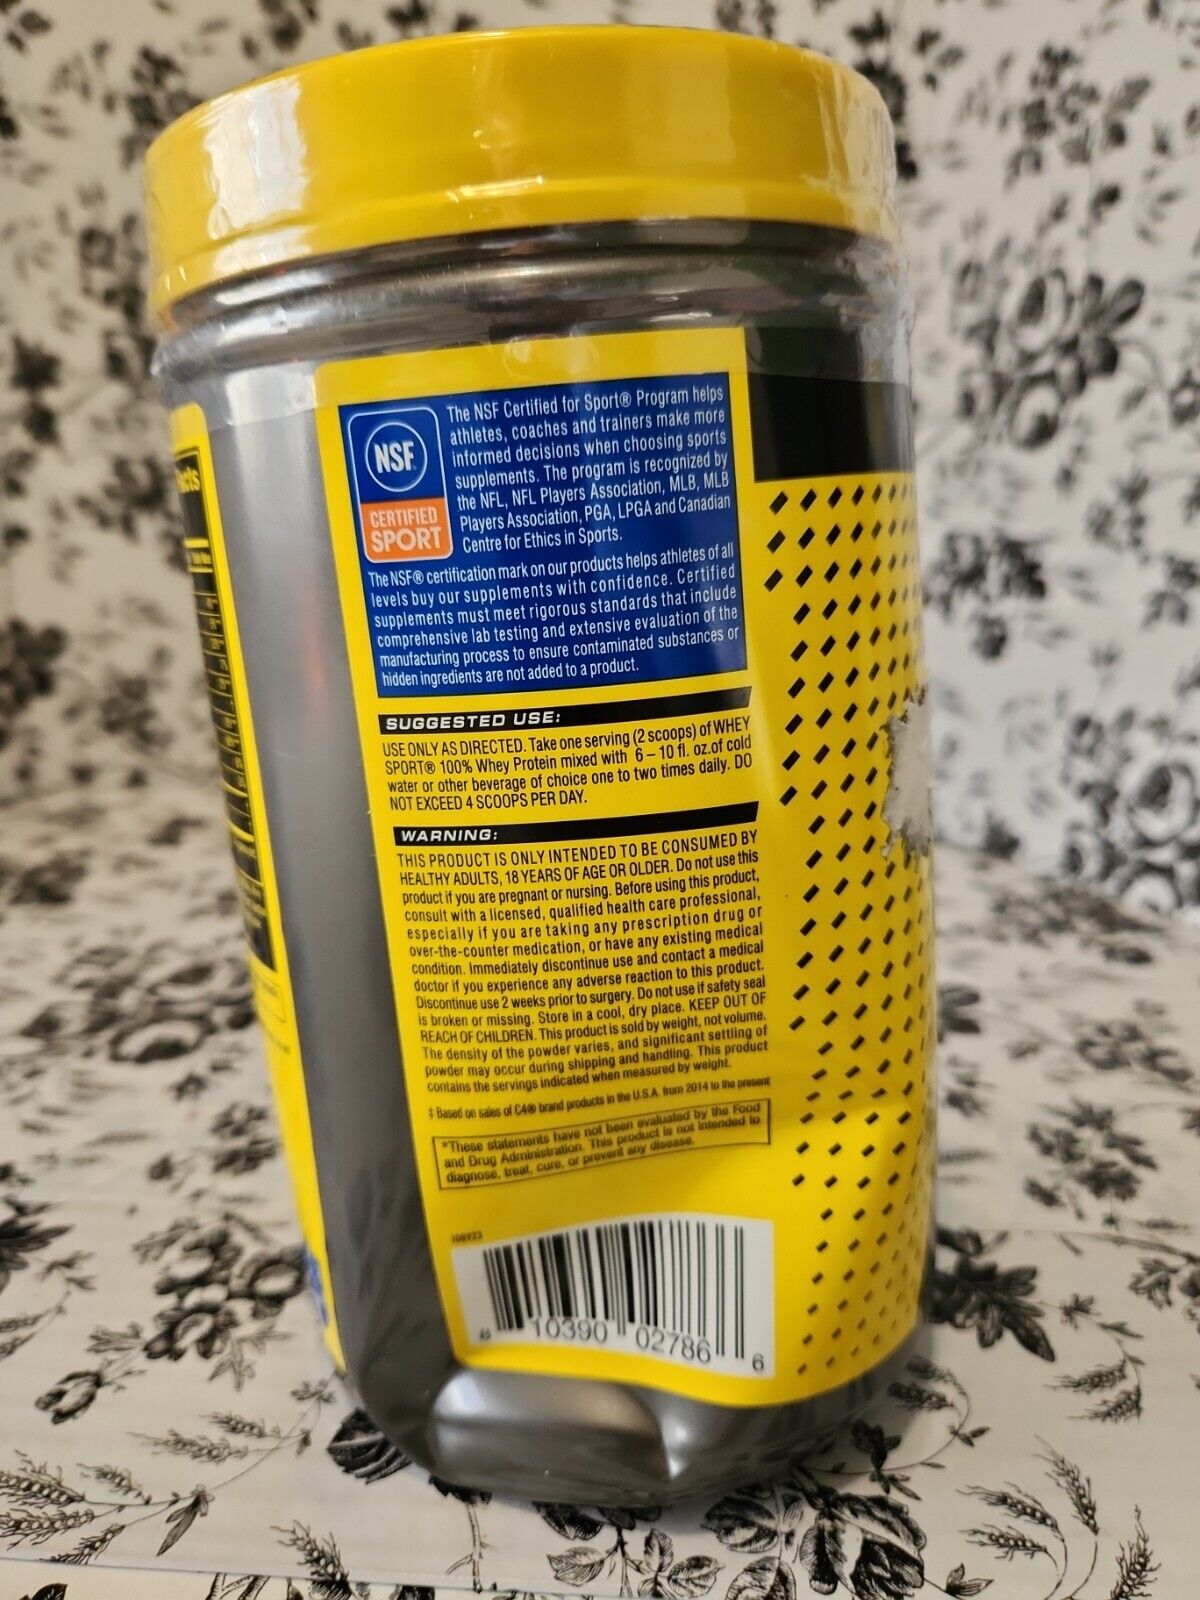 The NSF Certified for Sport® Program helps
athletes, coaches and trainers make more
informed decisions when choosing sports
supplements. The program is recognized by
the NFL, NFL Players Association, MLB, MLB
Players Association, PGA, LPGA and Canadian
Centre for Ethics in Sports.
NSF
CERTIFIED
SPORT
The NSF® certification mark on our products helps athletes of all
levels buy our supplements with confidence. Certified
supplements must meet rigorous standards that include
comprehensive lab testing and extensive evaluation of the
manufacturing process to ensure contaminated substances or
hidden ingredients are not added to a product.
SUGGESTED USE:
USE ONLY AS DIRECTED. Take one serving (2 scoops) of WHEY
SPORT® 100% Whey Protein mixed with 6 – 10 fl. oz.of cold
water or other beverage of choice one to two times daily. DO
NOT EXCEED 4 SCOOPS PER DAY.
WARNING:
THIS PRODUCT IS ONLY INTENDED TO BE CONSUMED BY
HEALTHY ADULTS, 18 YEARS OF AGE OR OLDER. Do not use this
product if you are pregnant or nursing. Before using this product,
consult with a licensed, qualified health care professional,
especially if you are taking any prescription drug or
over-the-counter medication, or have any existing medical
condition. Immediately discontinue use and contact a medical
doctor if you experience any adverse reaction to this product.
Discontinue use 2 weeks prior to surgery. Do not use if safety seal
is broken or missing. Store in a cool, dry place. KEEP OUT OF
REACH OF CHILDREN. This product is sold by weight, not volume.
The density of the powder varies, and significant settling of
powder may occur during shipping and handling. This product
contains the servings indicated when measured by weight.
‡ Based on sales of C4® brand products in the U.S.A. from 2014 to the present
*These statements have not been evaluated by the Food
and Drug Administration. This product is not intended to
diagnose, treat, cure, or prevent any disease.
108923
6 10390 02786 6